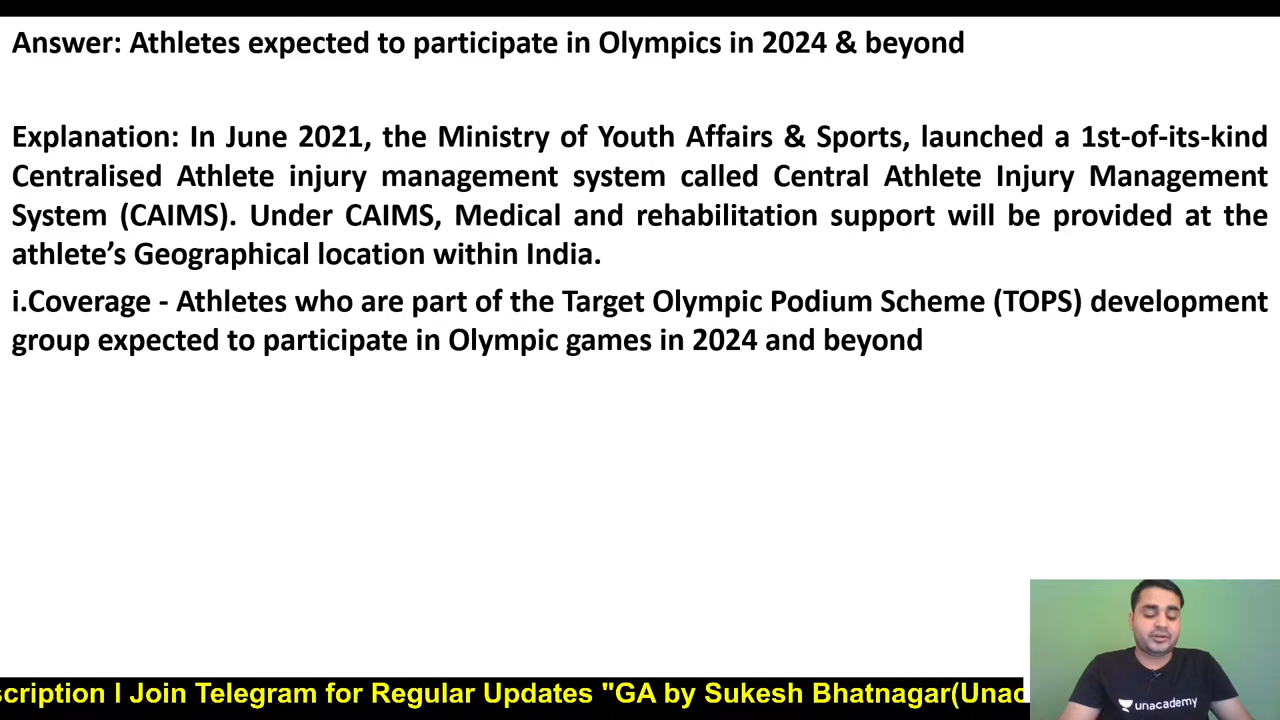 Answer: Athletes expected to participate in Olympics in 2024 & beyond
Explanation: In June 2021, the Ministry of Youth Affairs & Sports, launched a 1st-of-its-kind
Centralised Athlete injury management system called Central Athlete Injury Management
System (CAIMS). Under CAIMS, Medical and rehabilitation support will be provided at the
athlete’s Geographical location within India.
i.Coverage - Athletes who are part of the Target Olympic Podium Scheme (TOPS) development
group expected to participate in Olympic games in 2024 and beyond
unacademy
scription I Join Telegram for Regular Updates "GA by Sukesh Bhatnagar(Unac